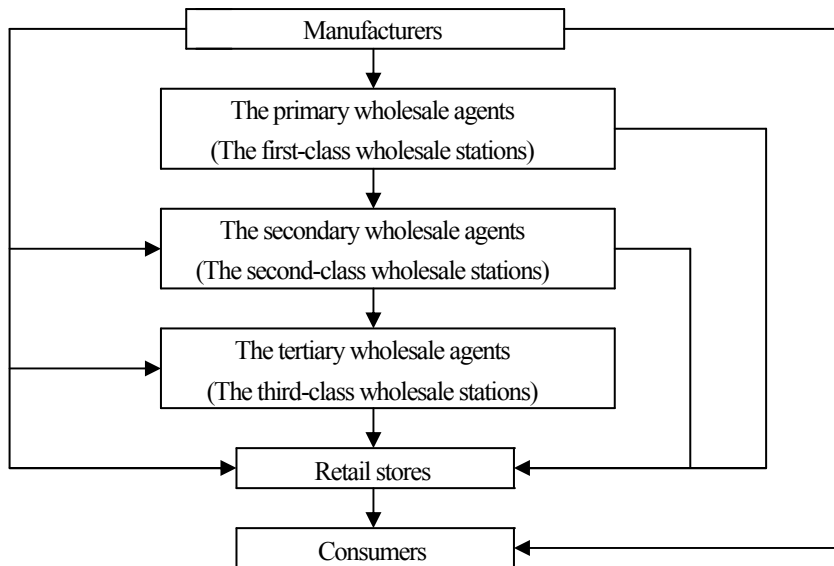 Manufacturers
The primary wholesale agents
(The first-class wholesale stations)
The secondary wholesale agents
(The second-class wholesale stations)
The tertiary wholesale agents
(The third-class wholesale stations)
Retail stores
Consumers